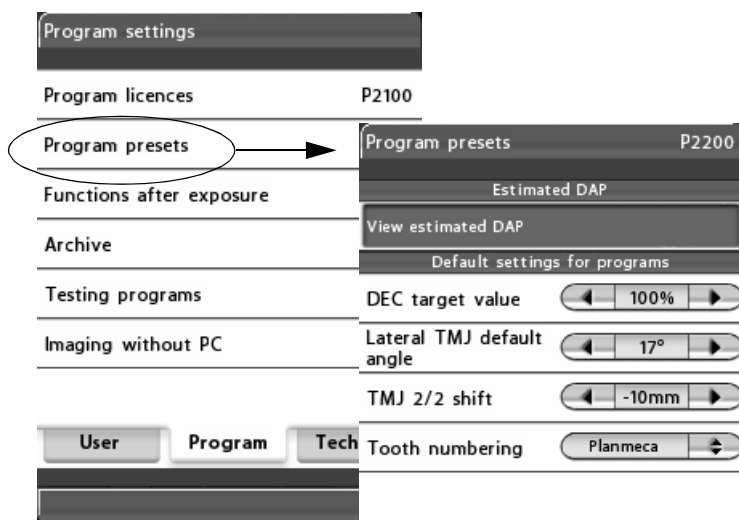 Program settings
Program licences P2100
Program presets
Functions after exposure
Archive
Testing programs
Imaging without PC
User Program Tech
Program presets P2200
Estimated DAP
View estimated DAP
Default settings for programs
DEC target value 100%
Lateral TMJ default
angle 17°
TMJ 2/2 shift -10mm
Tooth numbering Planmeca